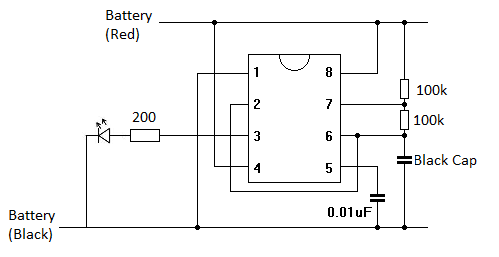 Battery
(Red)
1
8
2
7
100k
200
3
6
100k
4
5
Black Cap
0.01uF
Battery
(Black)